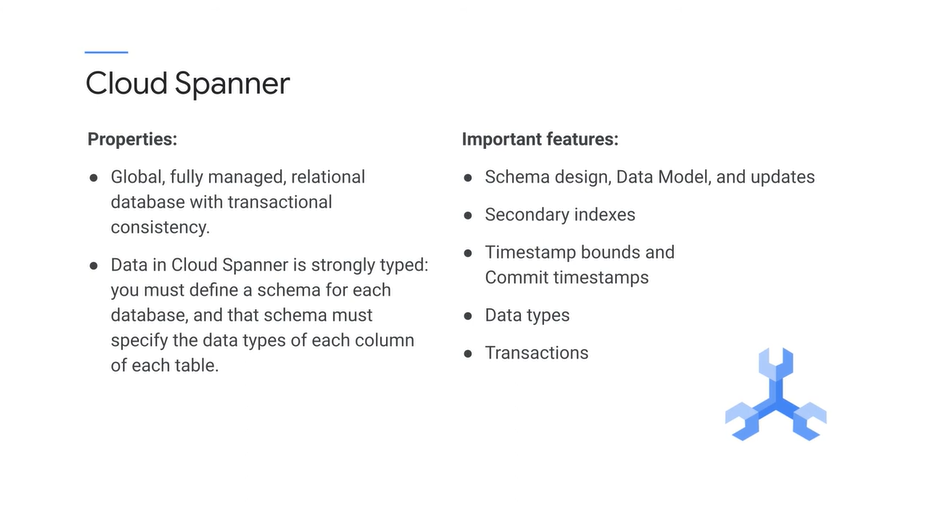 Cloud Spanner
Properties:
● Global, fully managed, relational
database with transactional
consistency.
● Data in Cloud Spanner is strongly typed:
you must define a schema for each
database, and that schema must
specify the data types of each column
of each table.
Important features:
● Schema design, Data Model, and updates
● Secondary indexes
● Timestamp bounds and
Commit timestamps
● Data types
● Transactions